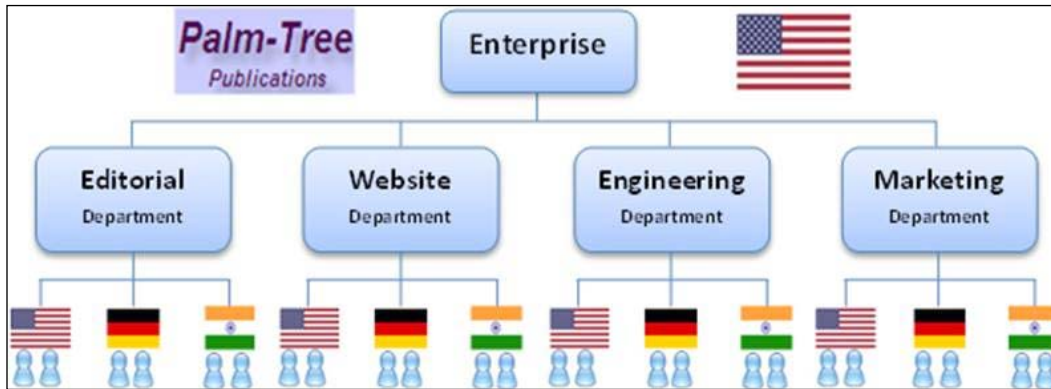 Palm-Tree
Publications
Enterprise
Editorial
Department
Website
Department
Engineering
Department
Marketing
Department